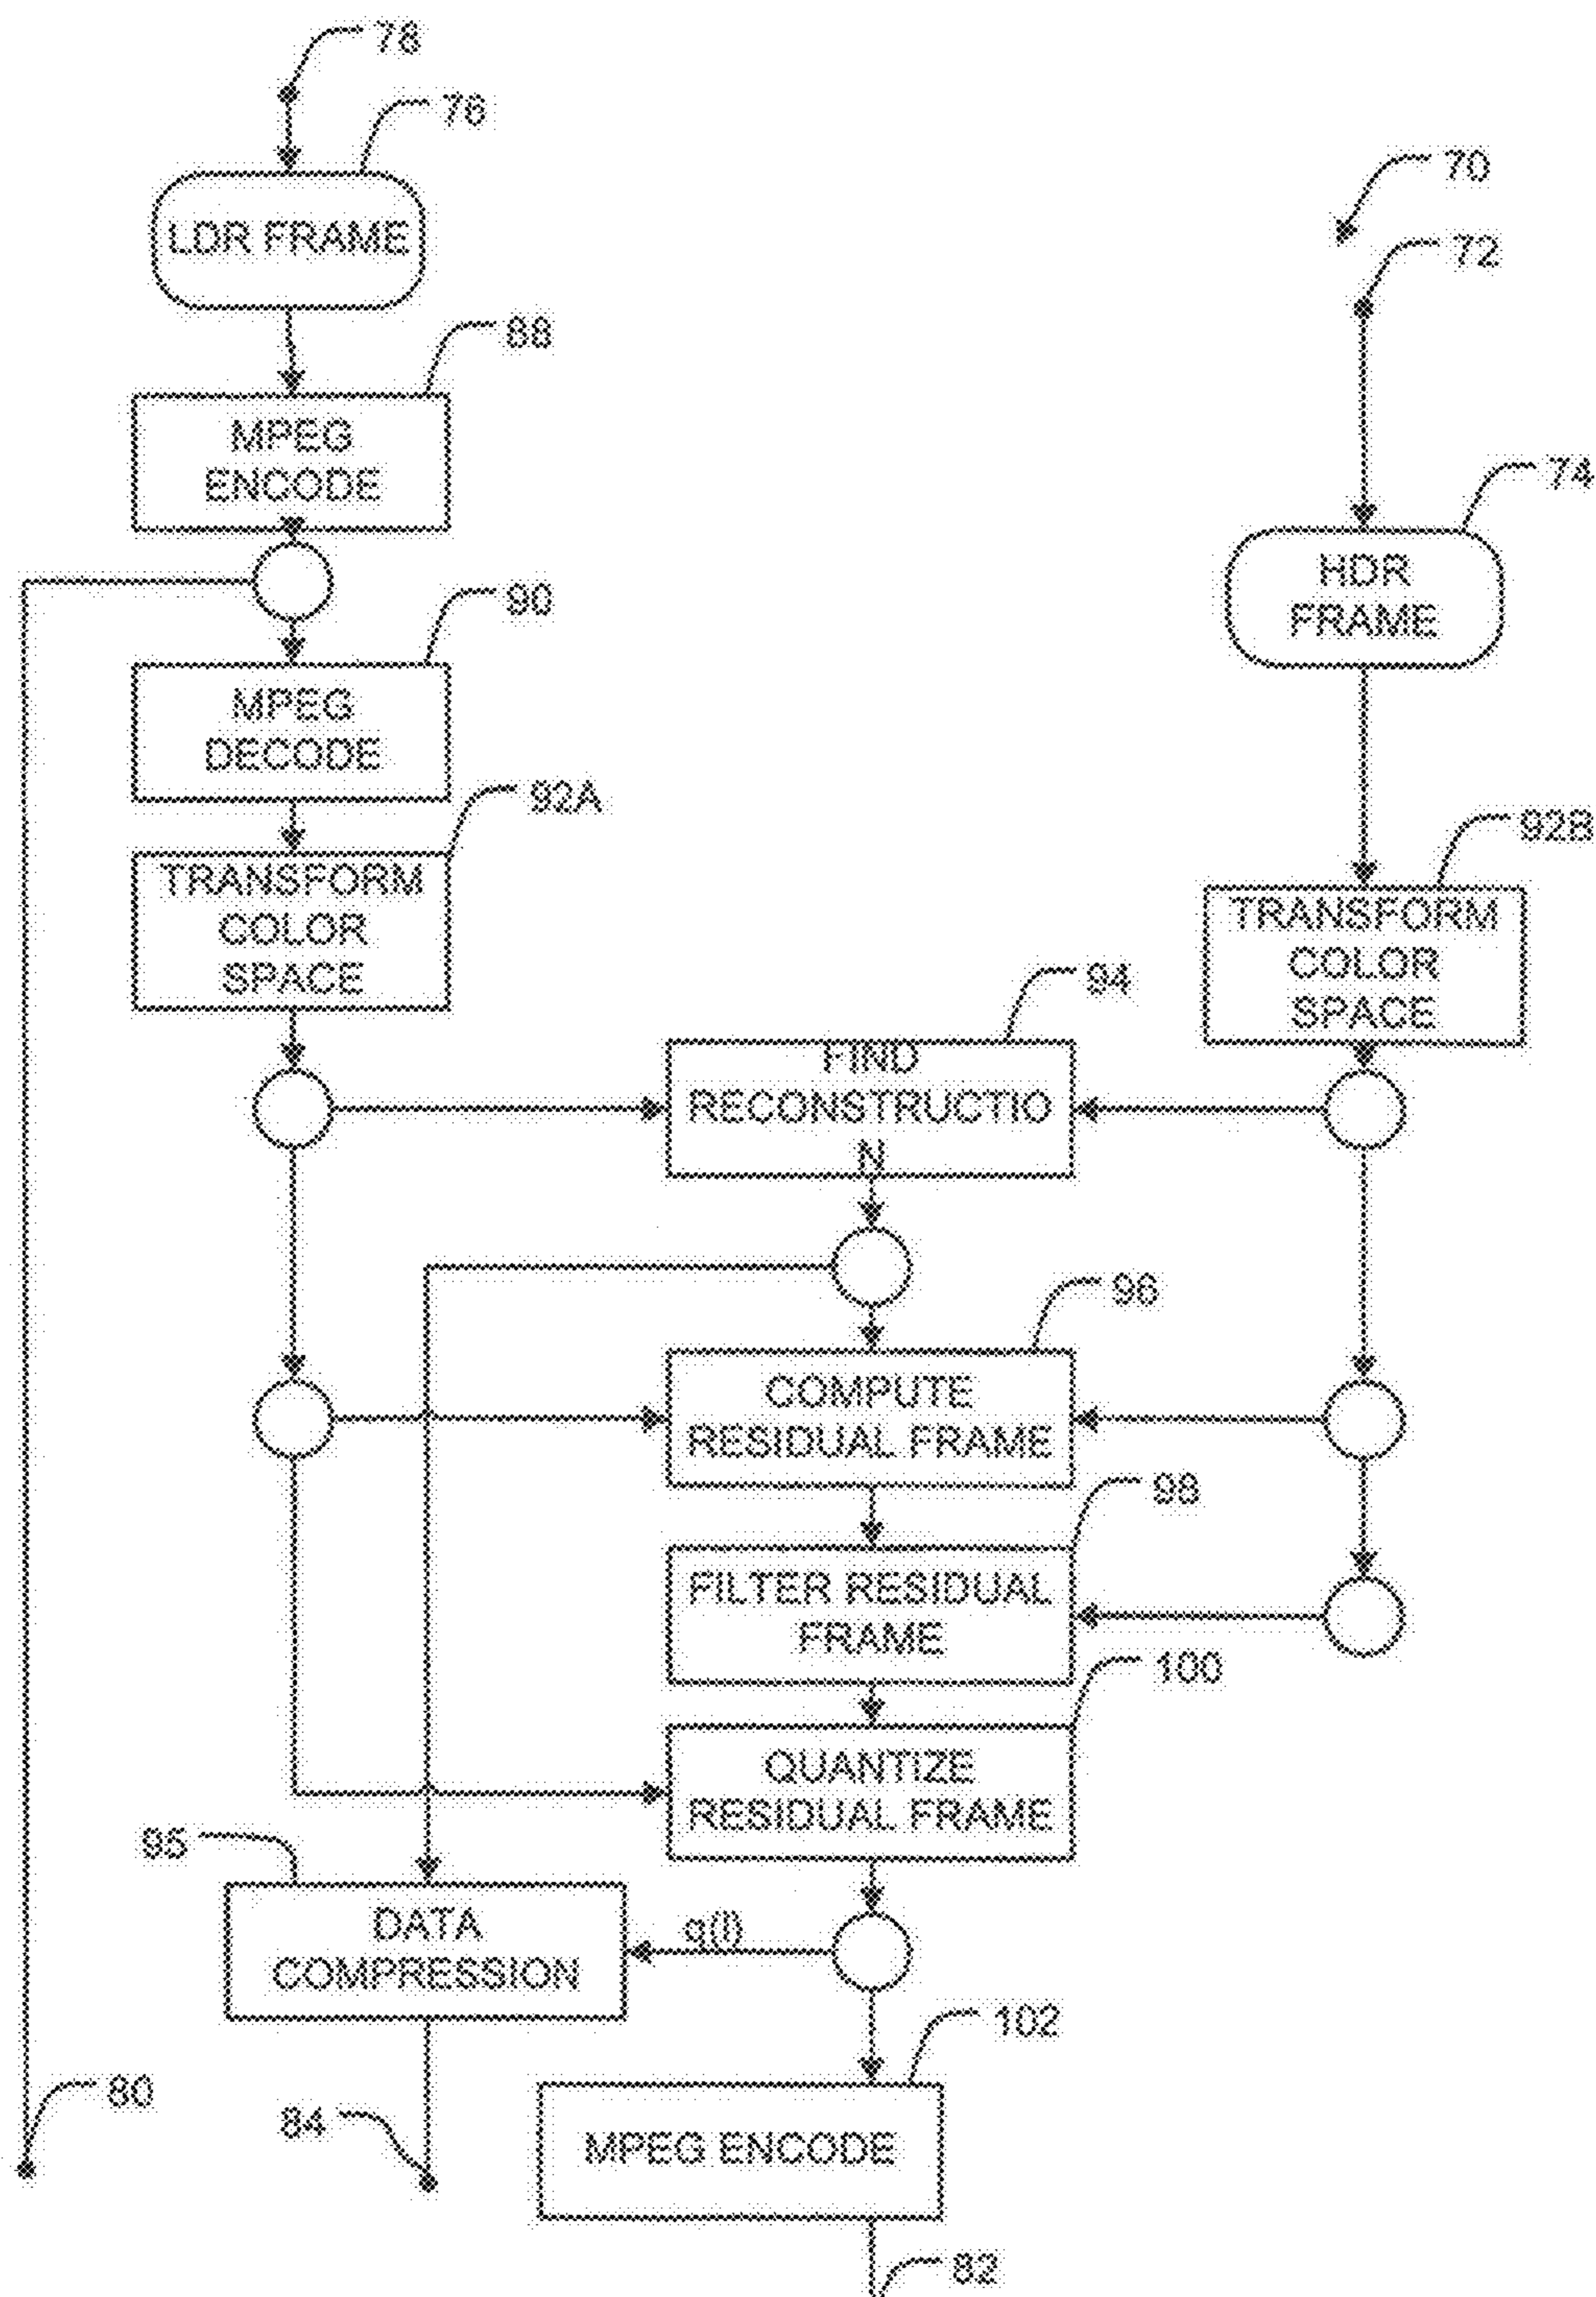 78
76
LDR FRAME
70
72
88
MPEG
ENCODE
74
HDR
FRAME
90
MPEG
DECODE
92A
TRANSFORM
COLOR
SPACE
92B
TRANSFORM
COLOR
SPACE
94
FIND
RECONSTRUCTIO
N
96
COMPUTE
RESIDUAL FRAME
98
FILTER RESIDUAL
FRAME
100
QUANTIZE
RESIDUAL FRAME
95
DATA
COMPRESSION
q(l)
102
MPEG ENCODE
80
84
82